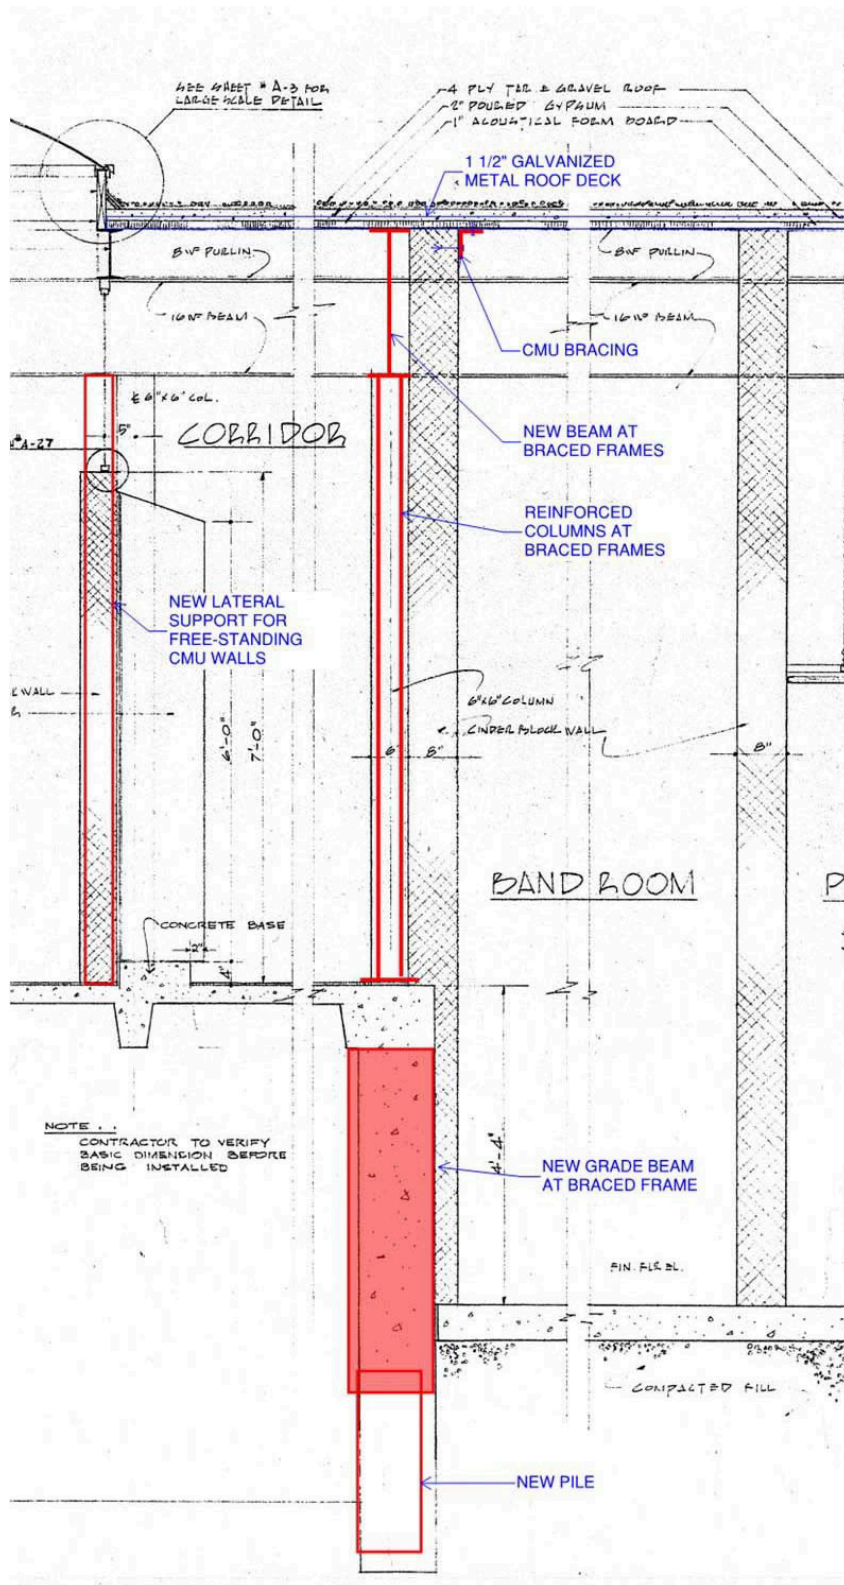 SEE SHEET # A-3 FOR
LARGE SCALE DETAIL
4 PLY TAR & GRAVEL ROOF
2" POURED GYPSUM
1" ACOUSTICAL FORM BOARD
1 1/2" GALVANIZED
METAL ROOF DECK
8WF PURLIN
8WF PURLIN
16WF BEAM
16WF BEAM
CMU BRACING
6"x6" COL.
5"
CORRIDOR
A-27
NEW BEAM AT
BRACED FRAMES
REINFORCED
COLUMNS AT
BRACED FRAMES
NEW LATERAL
SUPPORT FOR
FREE-STANDING
CMU WALLS
WALL
6"x6" COLUMN
CINDER BLOCK WALL
6'-0"
7'-0"
6
8"
8"
BAND ROOM
P
CONCRETE BASE
2"
4"
NOTE . .
CONTRACTOR TO VERIFY
BASIC DIMENSION BEFORE
BEING INSTALLED
4'-4"
NEW GRADE BEAM
AT BRACED FRAME
FIN. FLR EL.
COMPACTED FILL
NEW PILE